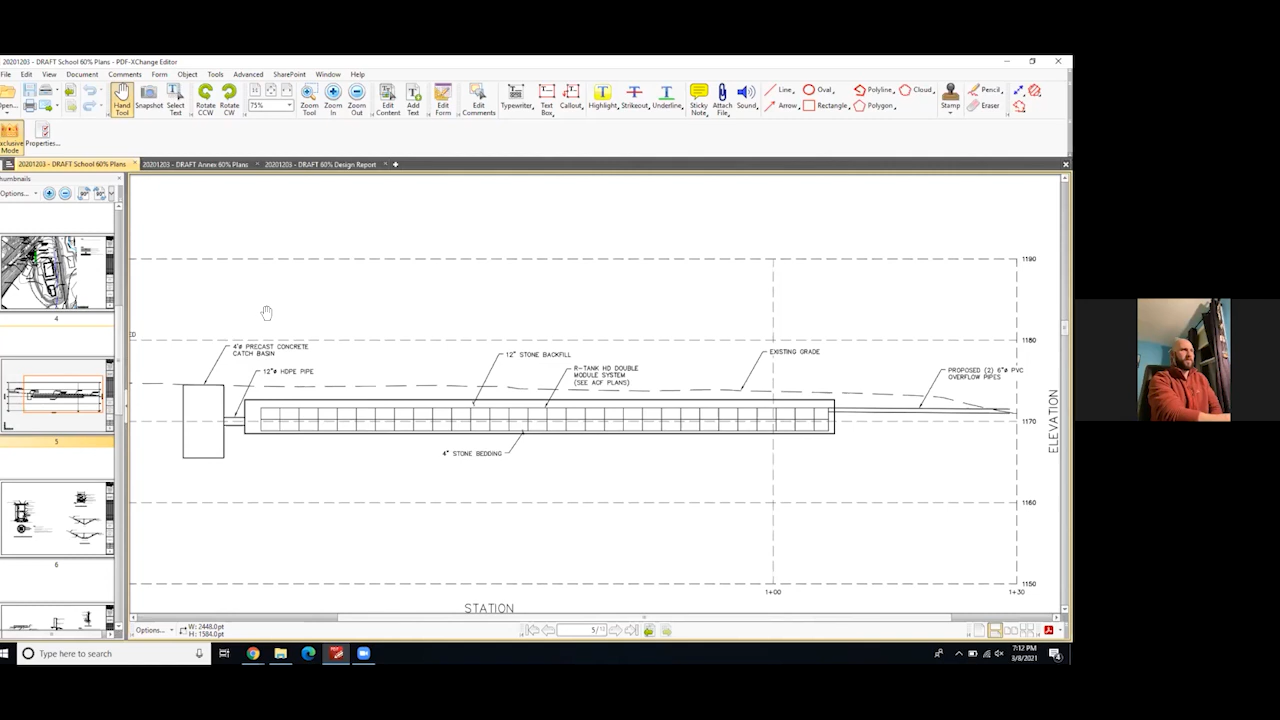 20201203 - DRAFT School 60% Plans - PDF-XChange Editor
File Edit View Document Comments Form Object Tools Advanced SharePoint Window Help
Open...
75%
Hand Tool
Snapshot
Select Text
Rotate CCW
Rotate CW
Zoom Tool
Zoom In
Zoom Out
Edit Content
Add Text
Edit Form
Edit Comments
Typewriter
Text Box
Callout
Highlight
Strikeout
Underline
Sticky Note
Attach File
Sound
Line
Arrow
Oval
Rectangle
Polyline
Polygon
Cloud
Stamp
Pencil
Eraser
xclusive Mode
Properties...
20201203 - DRAFT School 60% Plans
20201203 - DRAFT Annex 60% Plans
20201203 - DRAFT 60% Design Report
humbnails
Options...
4
5
6
1190
1180
1170
1160
1150
ELEVATION
4'ø PRECAST CONCRETE
CATCH BASIN
12"ø HDPE PIPE
12" STONE BACKFILL
R-TANK HD DOUBLE
MODULE SYSTEM
(SEE ACF PLANS)
EXISTING GRADE
PROPOSED (2) 6"ø PVC
OVERFLOW PIPES
4" STONE BEDDING
1+00
1+30
STATION
Options...
W: 2448.0pt
H: 1584.0pt
5 / 12
Type here to search
7:12 PM
3/8/2021